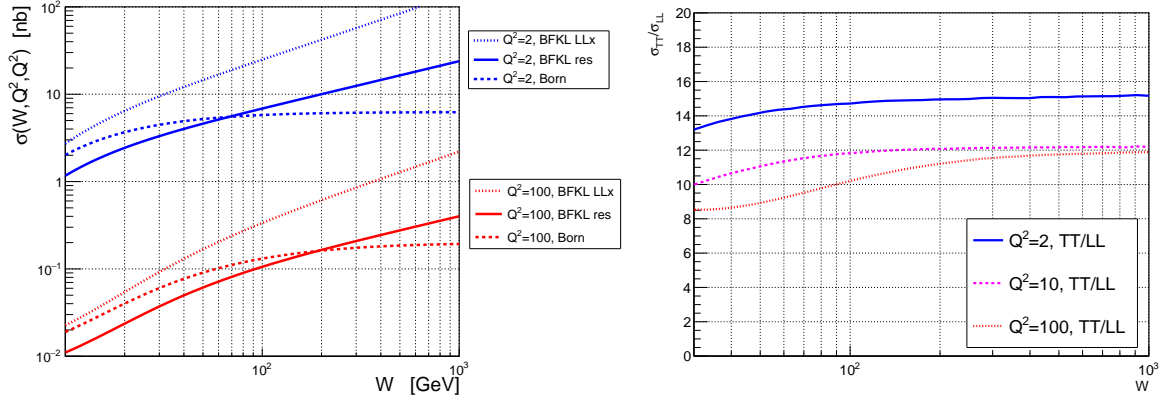 σ(W,Q²,Q²) [nb]
10²
10
1
10⁻¹
10⁻²
10²
10³
W [GeV]
Q²=2, BFKL LLx
Q²=2, BFKL res
Q²=2, Born
Q²=100, BFKL LLx
Q²=100, BFKL res
Q²=100, Born
σ_TT/σ_LL
20
18
16
14
12
10
8
6
4
2
0
10²
10³
W
Q²=2, TT/LL
Q²=10, TT/LL
Q²=100, TT/LL